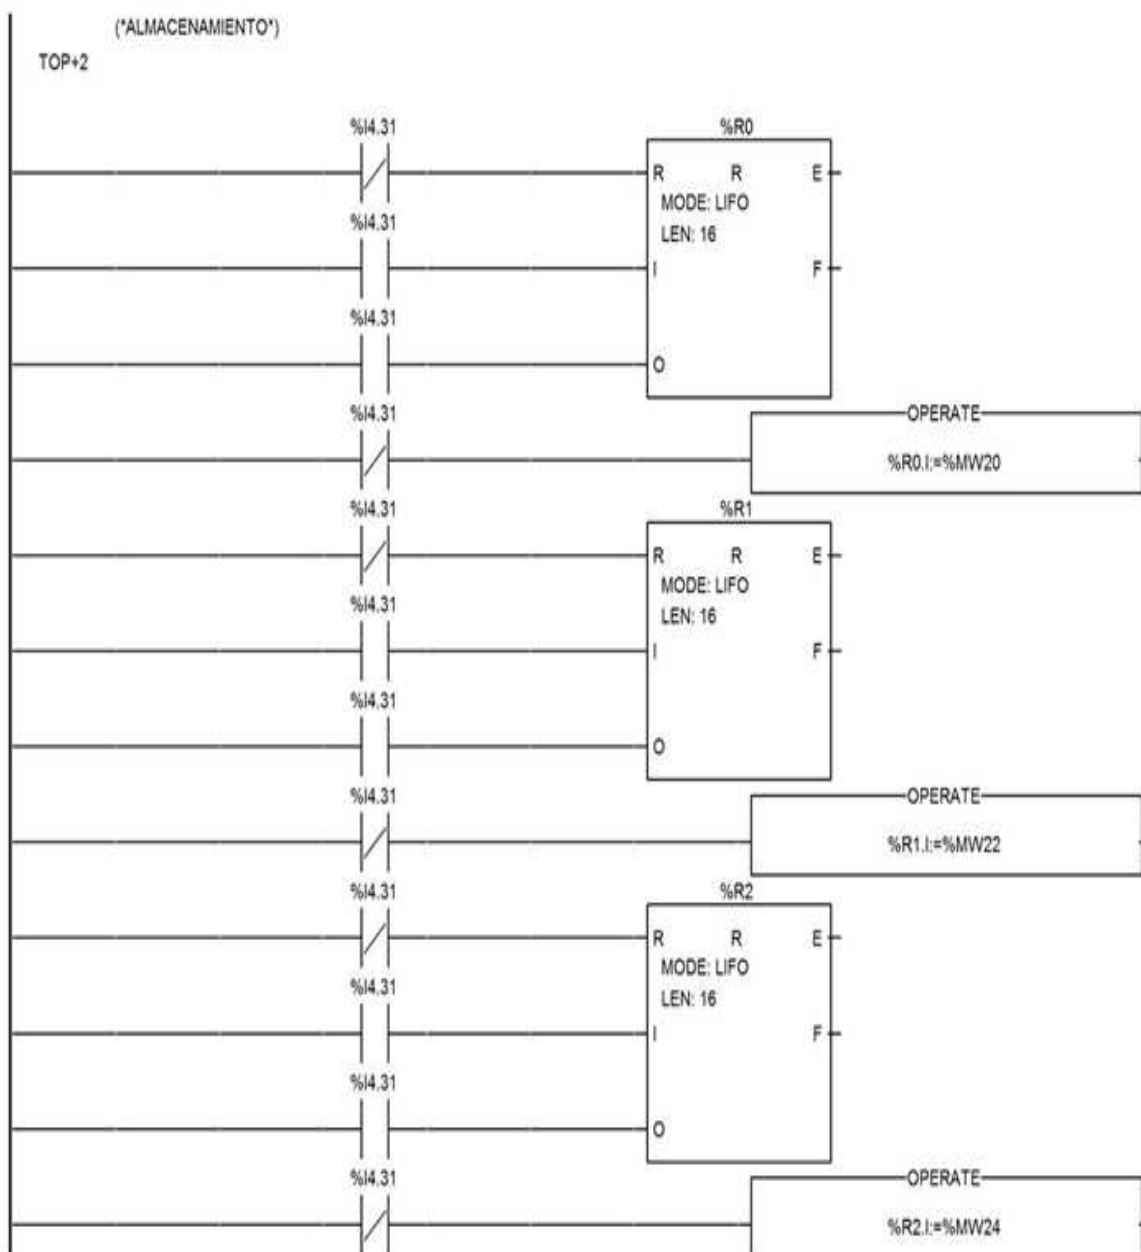 (*ALMACENAMIENTO*)
TOP+2
%I4.31 %R0
R R E
MODE: LIFO
%I4.31
LEN: 16
I F
%I4.31
O
%I4.31 OPERATE
%R0.I:=%MW20
%I4.31 %R1
R R E
MODE: LIFO
%I4.31
LEN: 16
I F
%I4.31
O
%I4.31 OPERATE
%R1.I:=%MW22
%I4.31 %R2
R R E
MODE: LIFO
%I4.31
LEN: 16
I F
%I4.31
O
%I4.31 OPERATE
%R2.I:=%MW24